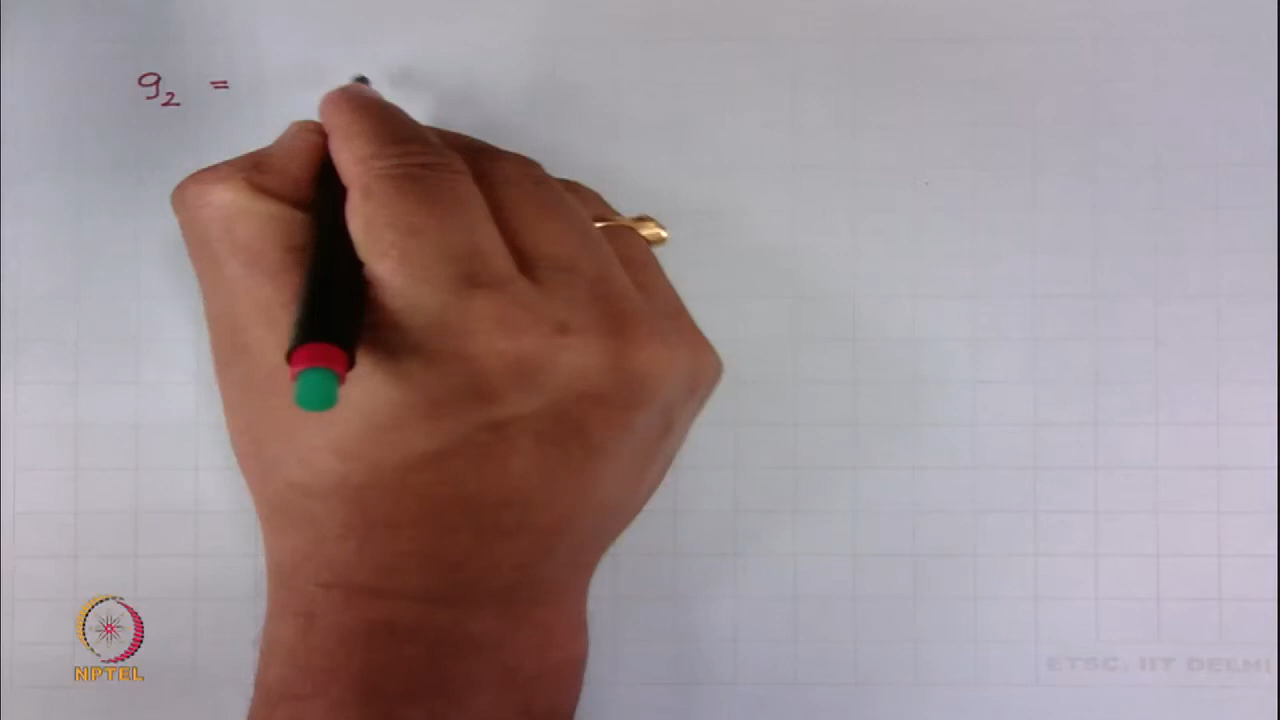 g₂ =
NPTEL
ETSC, IIT DELHI